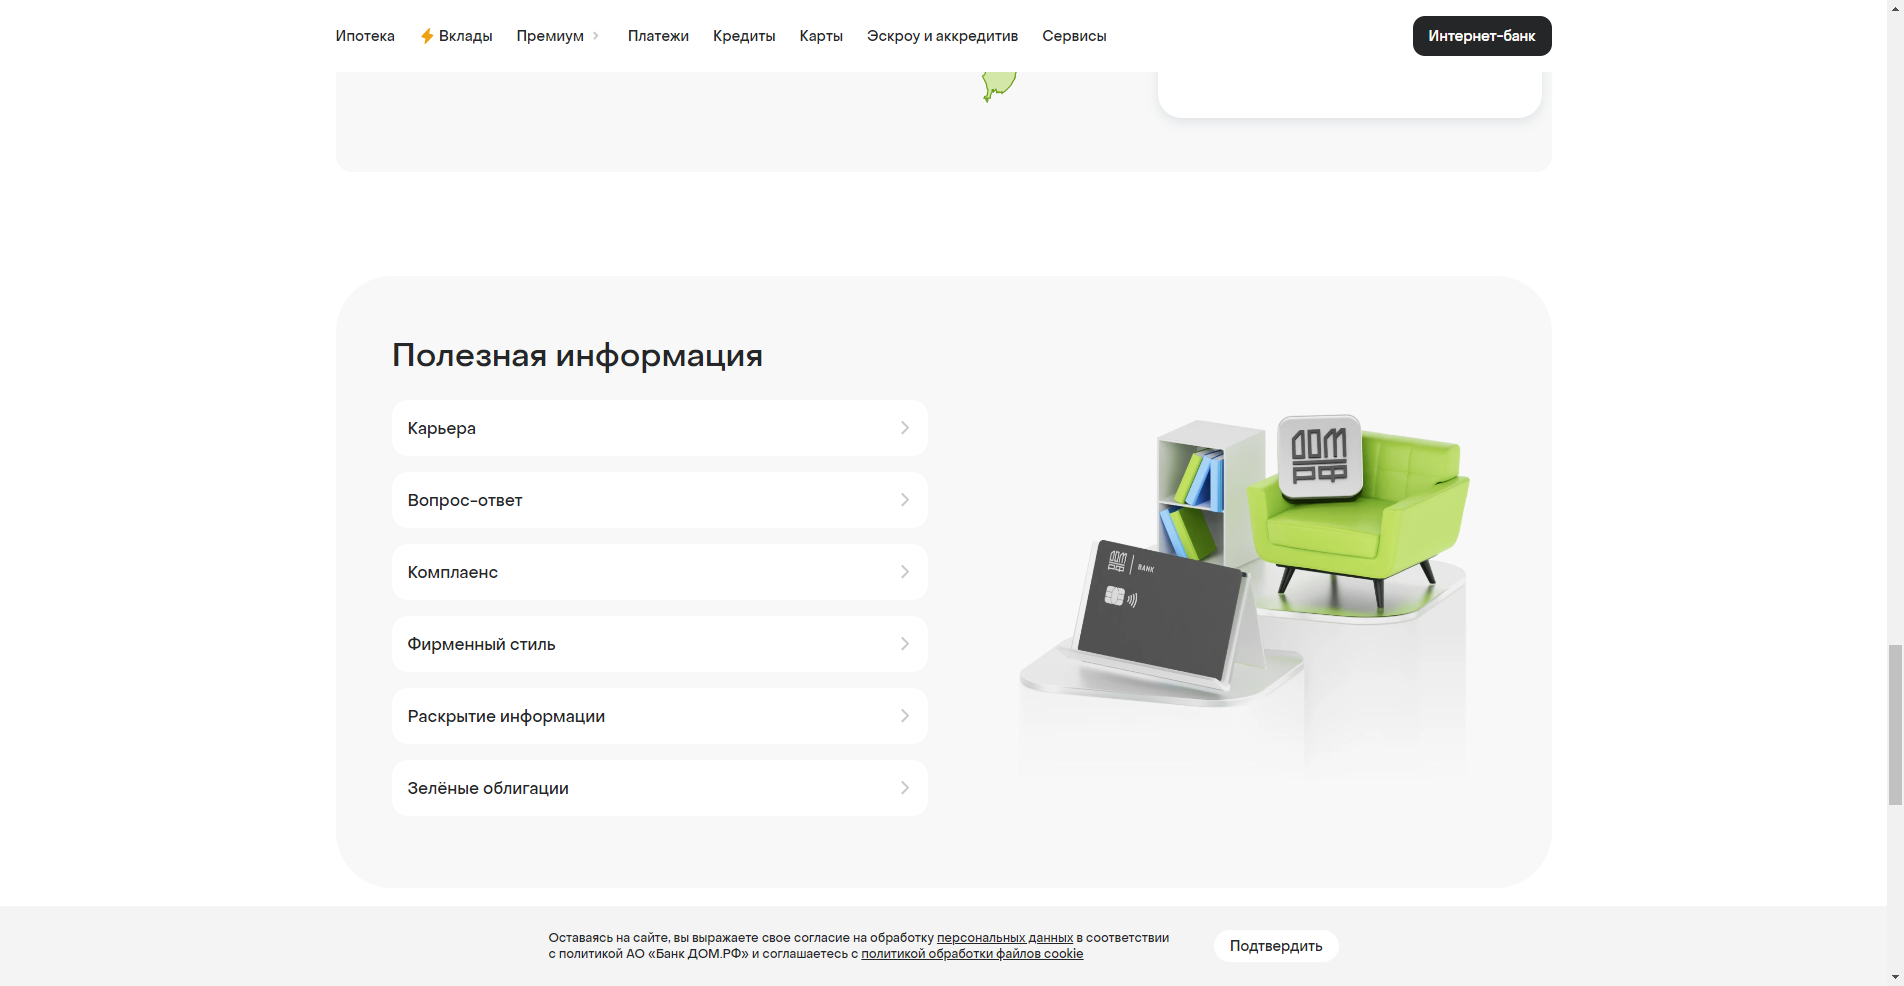 Ипотека Вклады Премиум Платежи Кредиты Карты Эскроу и аккредитив Сервисы Интернет-банк
Полезная информация
Карьера
Вопрос-ответ
Комплаенс
Фирменный стиль
Раскрытие информации
Зелёные облигации
ДОМ
РФ
ДОМ
РФ БАНК
Оставаясь на сайте, вы выражаете свое согласие на обработку персональных данных в соответствии
с политикой АО «Банк ДОМ.РФ» и соглашаетесь с политикой обработки файлов cookie
Подтвердить